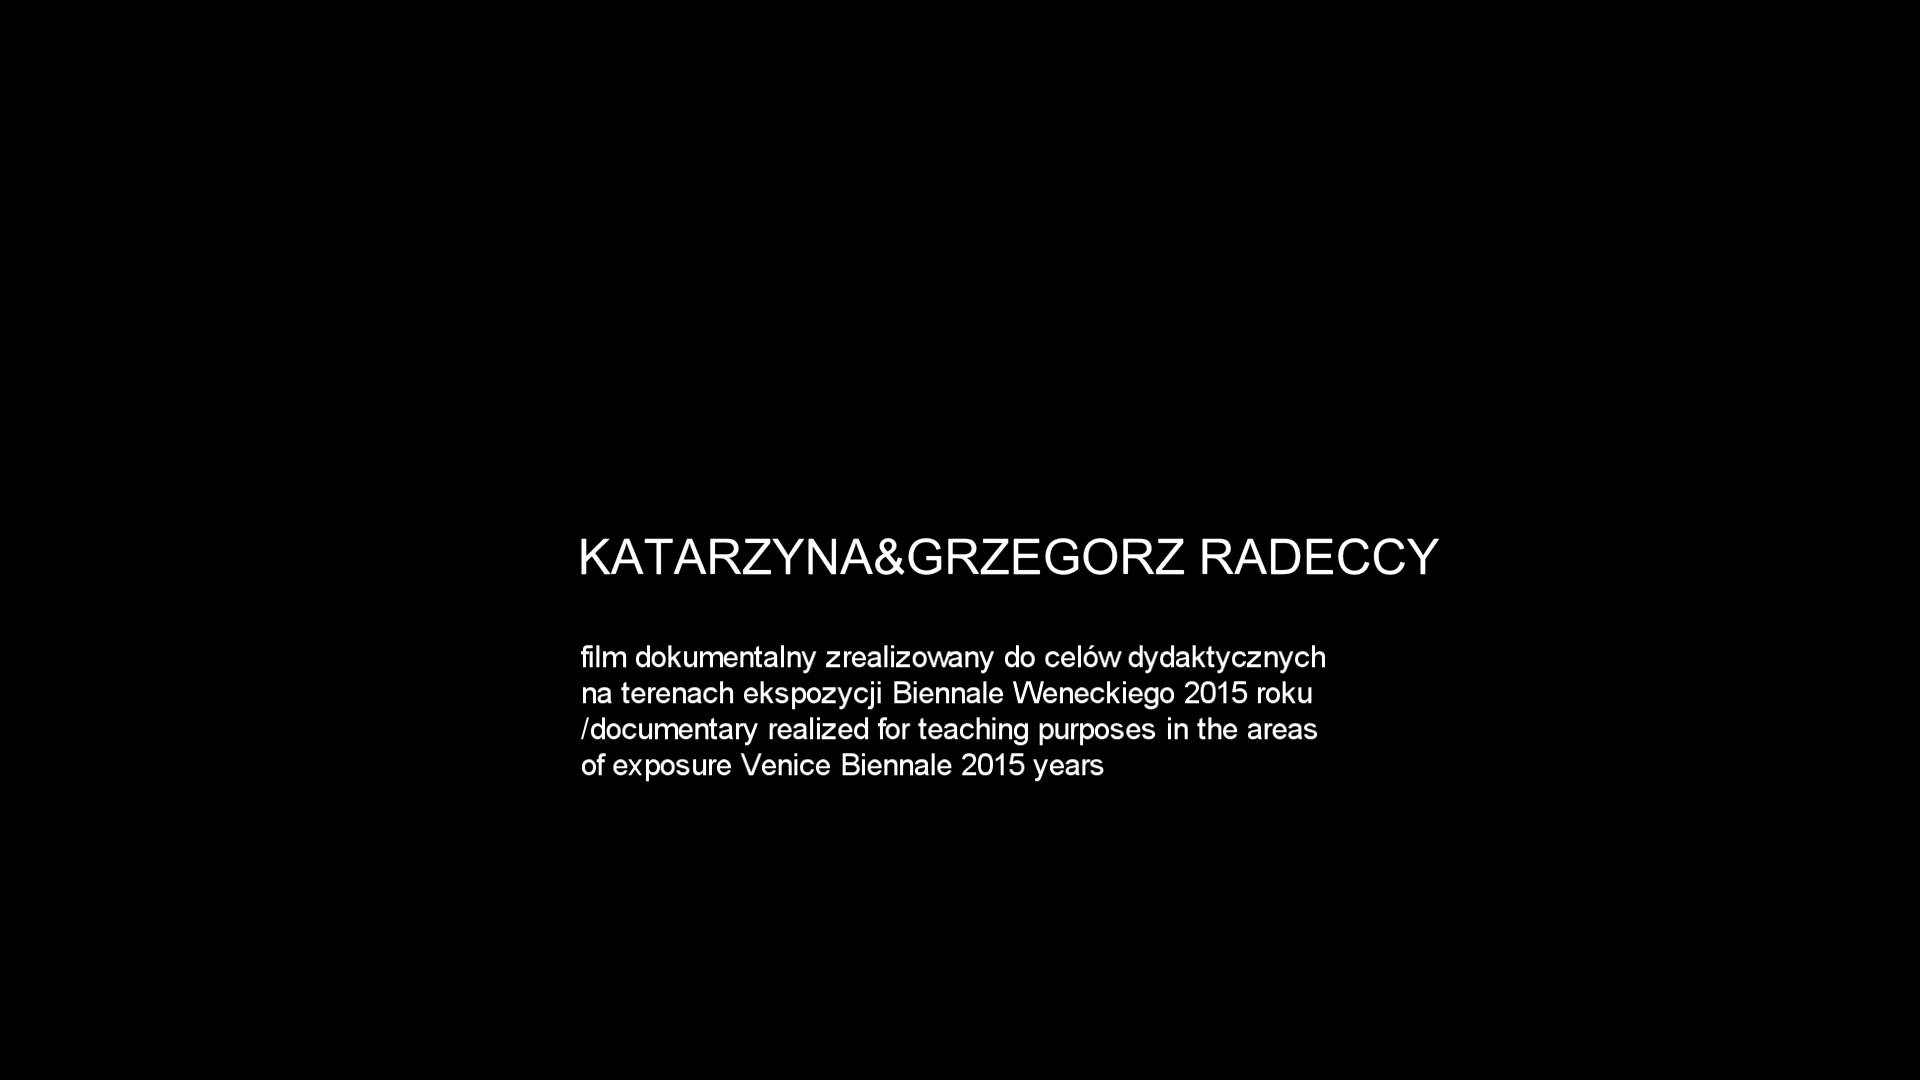 KATARZYNA&GRZEGORZ RADECCY
film dokumentalny zrealizowany do celów dydaktycznych
na terenach ekspozycji Biennale Weneckiego 2015 roku
/documentary realized for teaching purposes in the areas
of exposure Venice Biennale 2015 years